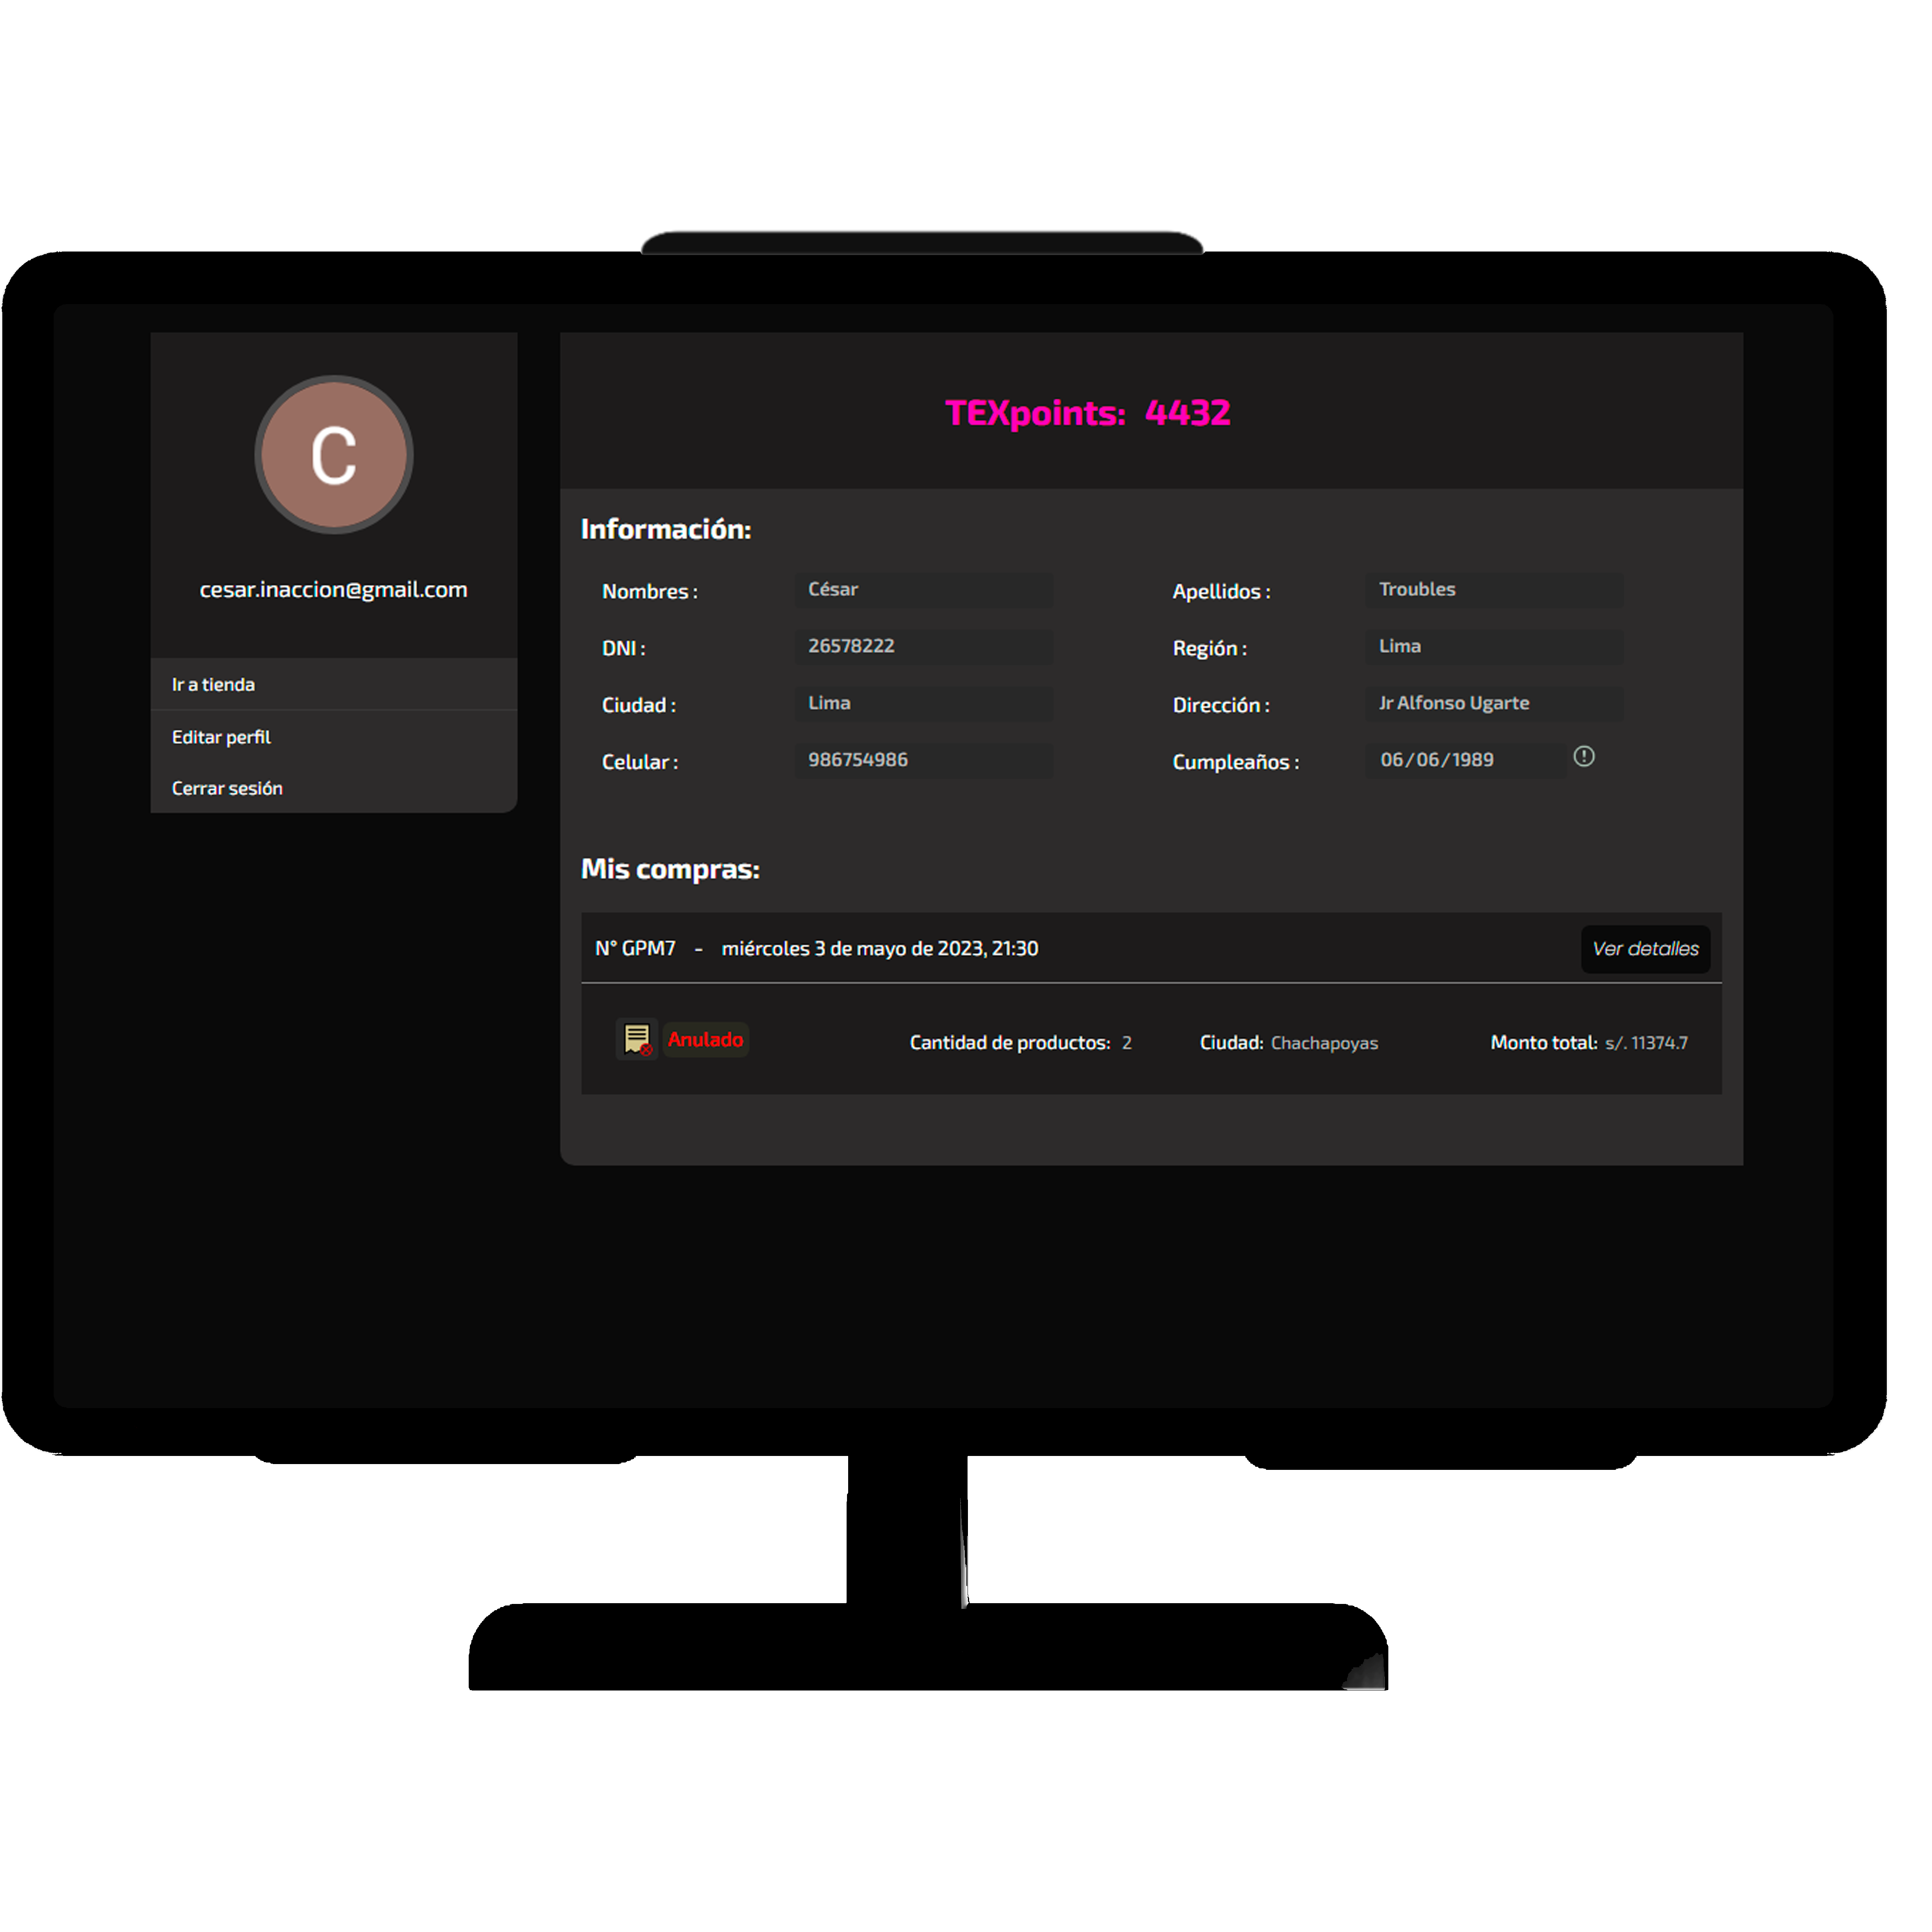 C
cesar.inaccion@gmail.com
Ir a tienda
Editar perfil
Cerrar sesión
TEXpoints: 4432
Información:
Nombres : César Apellidos : Troubles
DNI : 26578222 Región : Lima
Ciudad : Lima Dirección : Jr Alfonso Ugarte
Celular : 986754986 Cumpleaños : 06/06/1989
Mis compras:
N° GPM7 - miércoles 3 de mayo de 2023, 21:30 Ver detalles
Anulado Cantidad de productos: 2 Ciudad: Chachapoyas Monto total: s/. 11374.7